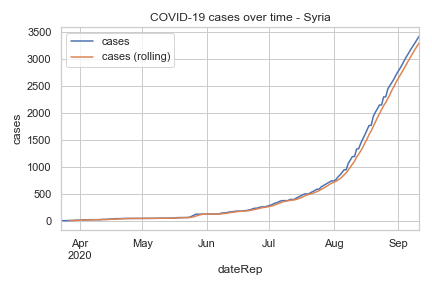 COVID-19 cases over time - Syria
cases
cases (rolling)
3500
3000
2500
2000
1500
1000
500
0
cases
Apr
2020
May
Jun
Jul
Aug
Sep
dateRep